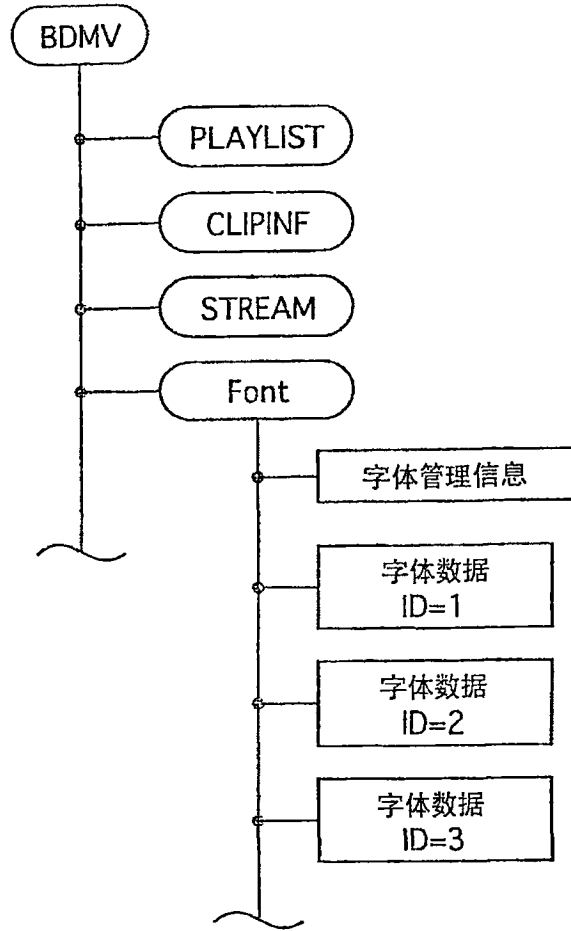 BDMV
PLAYLIST
CLIPINF
STREAM
Font
字体管理信息
字体数据
ID=1
字体数据
ID=2
字体数据
ID=3